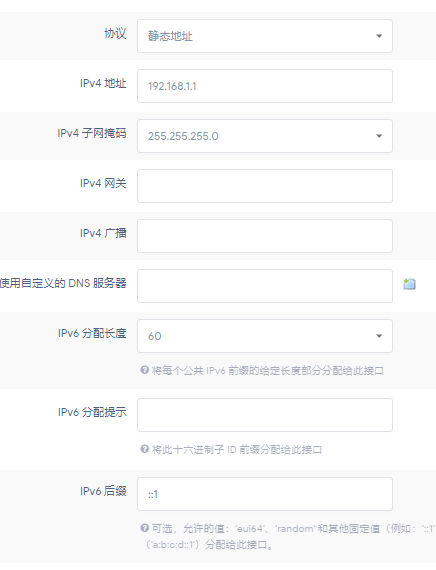 协议
静态地址
IPv4 地址
192.168.1.1
IPv4 子网掩码
255.255.255.0
IPv4 网关
IPv4 广播
使用自定义的 DNS 服务器
IPv6 分配长度
60
将每个公共 IPv6 前缀的给定长度部分分配给此接口
IPv6 分配提示
将此十六进制子 ID 前缀分配给此接口
IPv6 后缀
::1
可选，允许的值：'eui64'、'random' 和其他固定值（例如：'::1'
（'a:b:c:d::1'）分配给此接口。